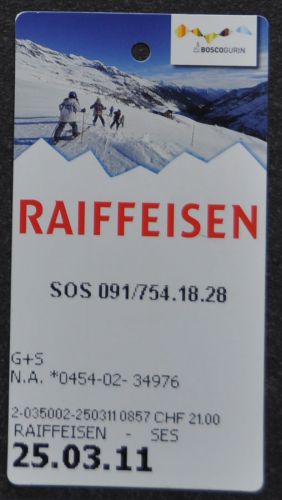 BOSCOGURIN
RAIFFEISEN
SOS 091/754.18.28
G+S
N.A. *0454-02- 34976
2-035002-250311 0857 CHF 21.00
RAIFFEISEN - SES
25.03.11